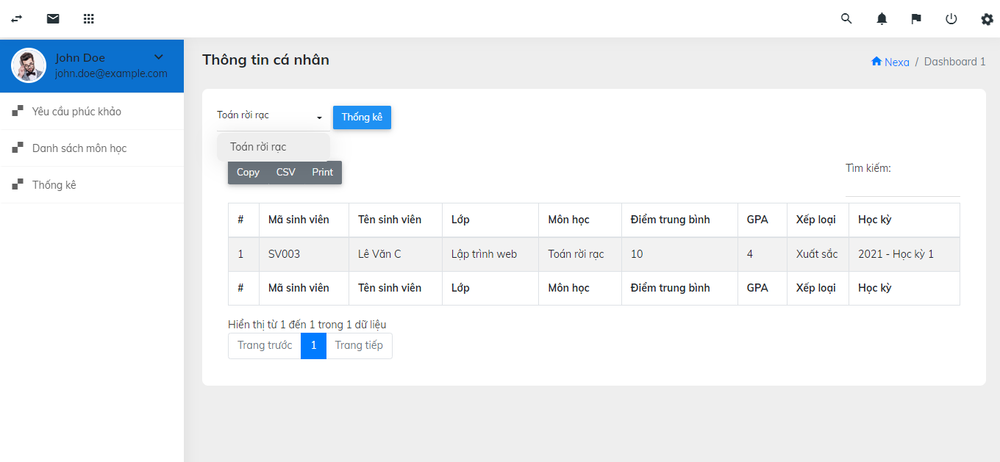 John Doe
john.doe@example.com
Yêu cầu phúc khảo
Danh sách môn học
Thống kê
Thông tin cá nhân
Nexa / Dashboard 1
Toán rời rạc
Thống kê
Toán rời rạc
Copy CSV Print
Tìm kiếm:
# Mã sinh viên Tên sinh viên Lớp Môn học Điểm trung bình GPA Xếp loại Học kỳ
1 SV003 Lê Văn C Lập trình web Toán rời rạc 10 4 Xuất sắc 2021 - Học kỳ 1
# Mã sinh viên Tên sinh viên Lớp Môn học Điểm trung bình GPA Xếp loại Học kỳ
Hiển thị từ 1 đến 1 trong 1 dữ liệu
Trang trước 1 Trang tiếp